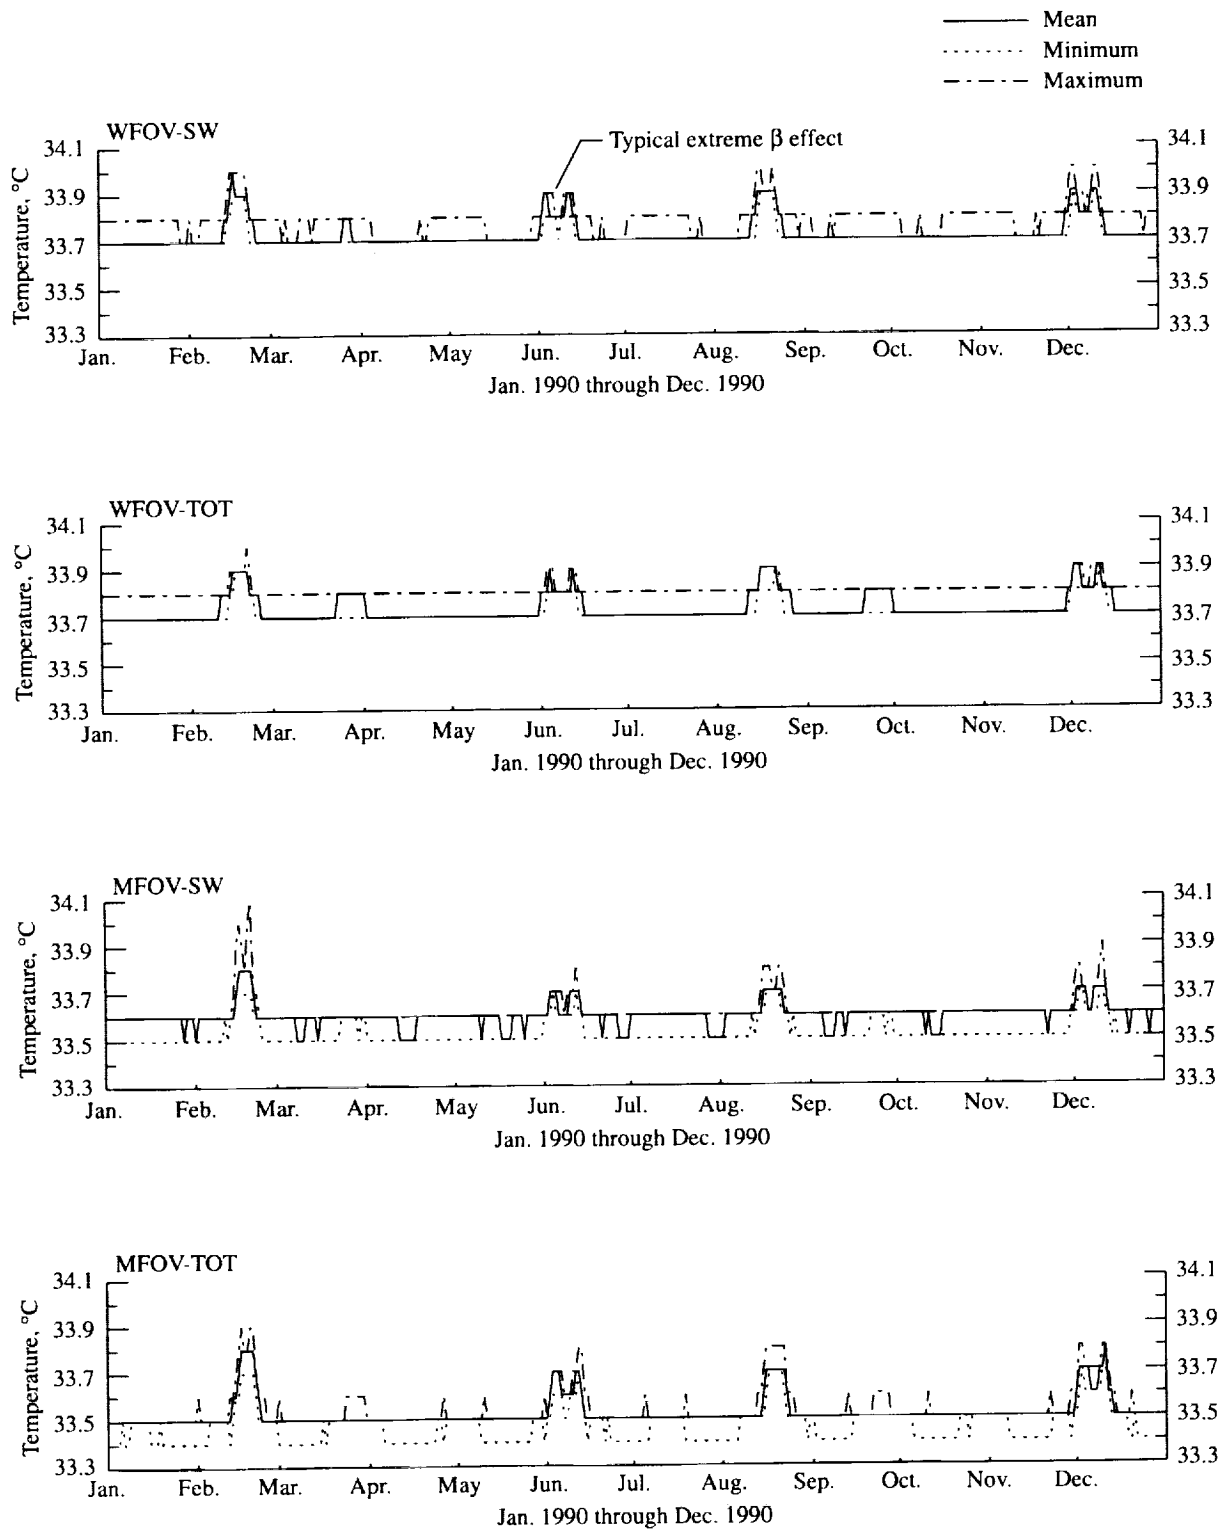 Mean
Minimum
Maximum
WFOV-SW
Typical extreme β effect
34.1
33.9
33.7
33.5
33.3
Temperature, °C
34.1
33.9
33.7
33.5
33.3
Jan. Feb. Mar. Apr. May Jun. Jul. Aug. Sep. Oct. Nov. Dec.
Jan. 1990 through Dec. 1990
WFOV-TOT
34.1
33.9
33.7
33.5
33.3
Temperature, °C
34.1
33.9
33.7
33.5
33.3
Jan. Feb. Mar. Apr. May Jun. Jul. Aug. Sep. Oct. Nov. Dec.
Jan. 1990 through Dec. 1990
MFOV-SW
34.1
33.9
33.7
33.5
33.3
Temperature, °C
34.1
33.9
33.7
33.5
33.3
Jan. Feb. Mar. Apr. May Jun. Jul. Aug. Sep. Oct. Nov. Dec.
Jan. 1990 through Dec. 1990
MFOV-TOT
34.1
33.9
33.7
33.5
33.3
Temperature, °C
34.1
33.9
33.7
33.5
33.3
Jan. Feb. Mar. Apr. May Jun. Jul. Aug. Sep. Oct. Nov. Dec.
Jan. 1990 through Dec. 1990